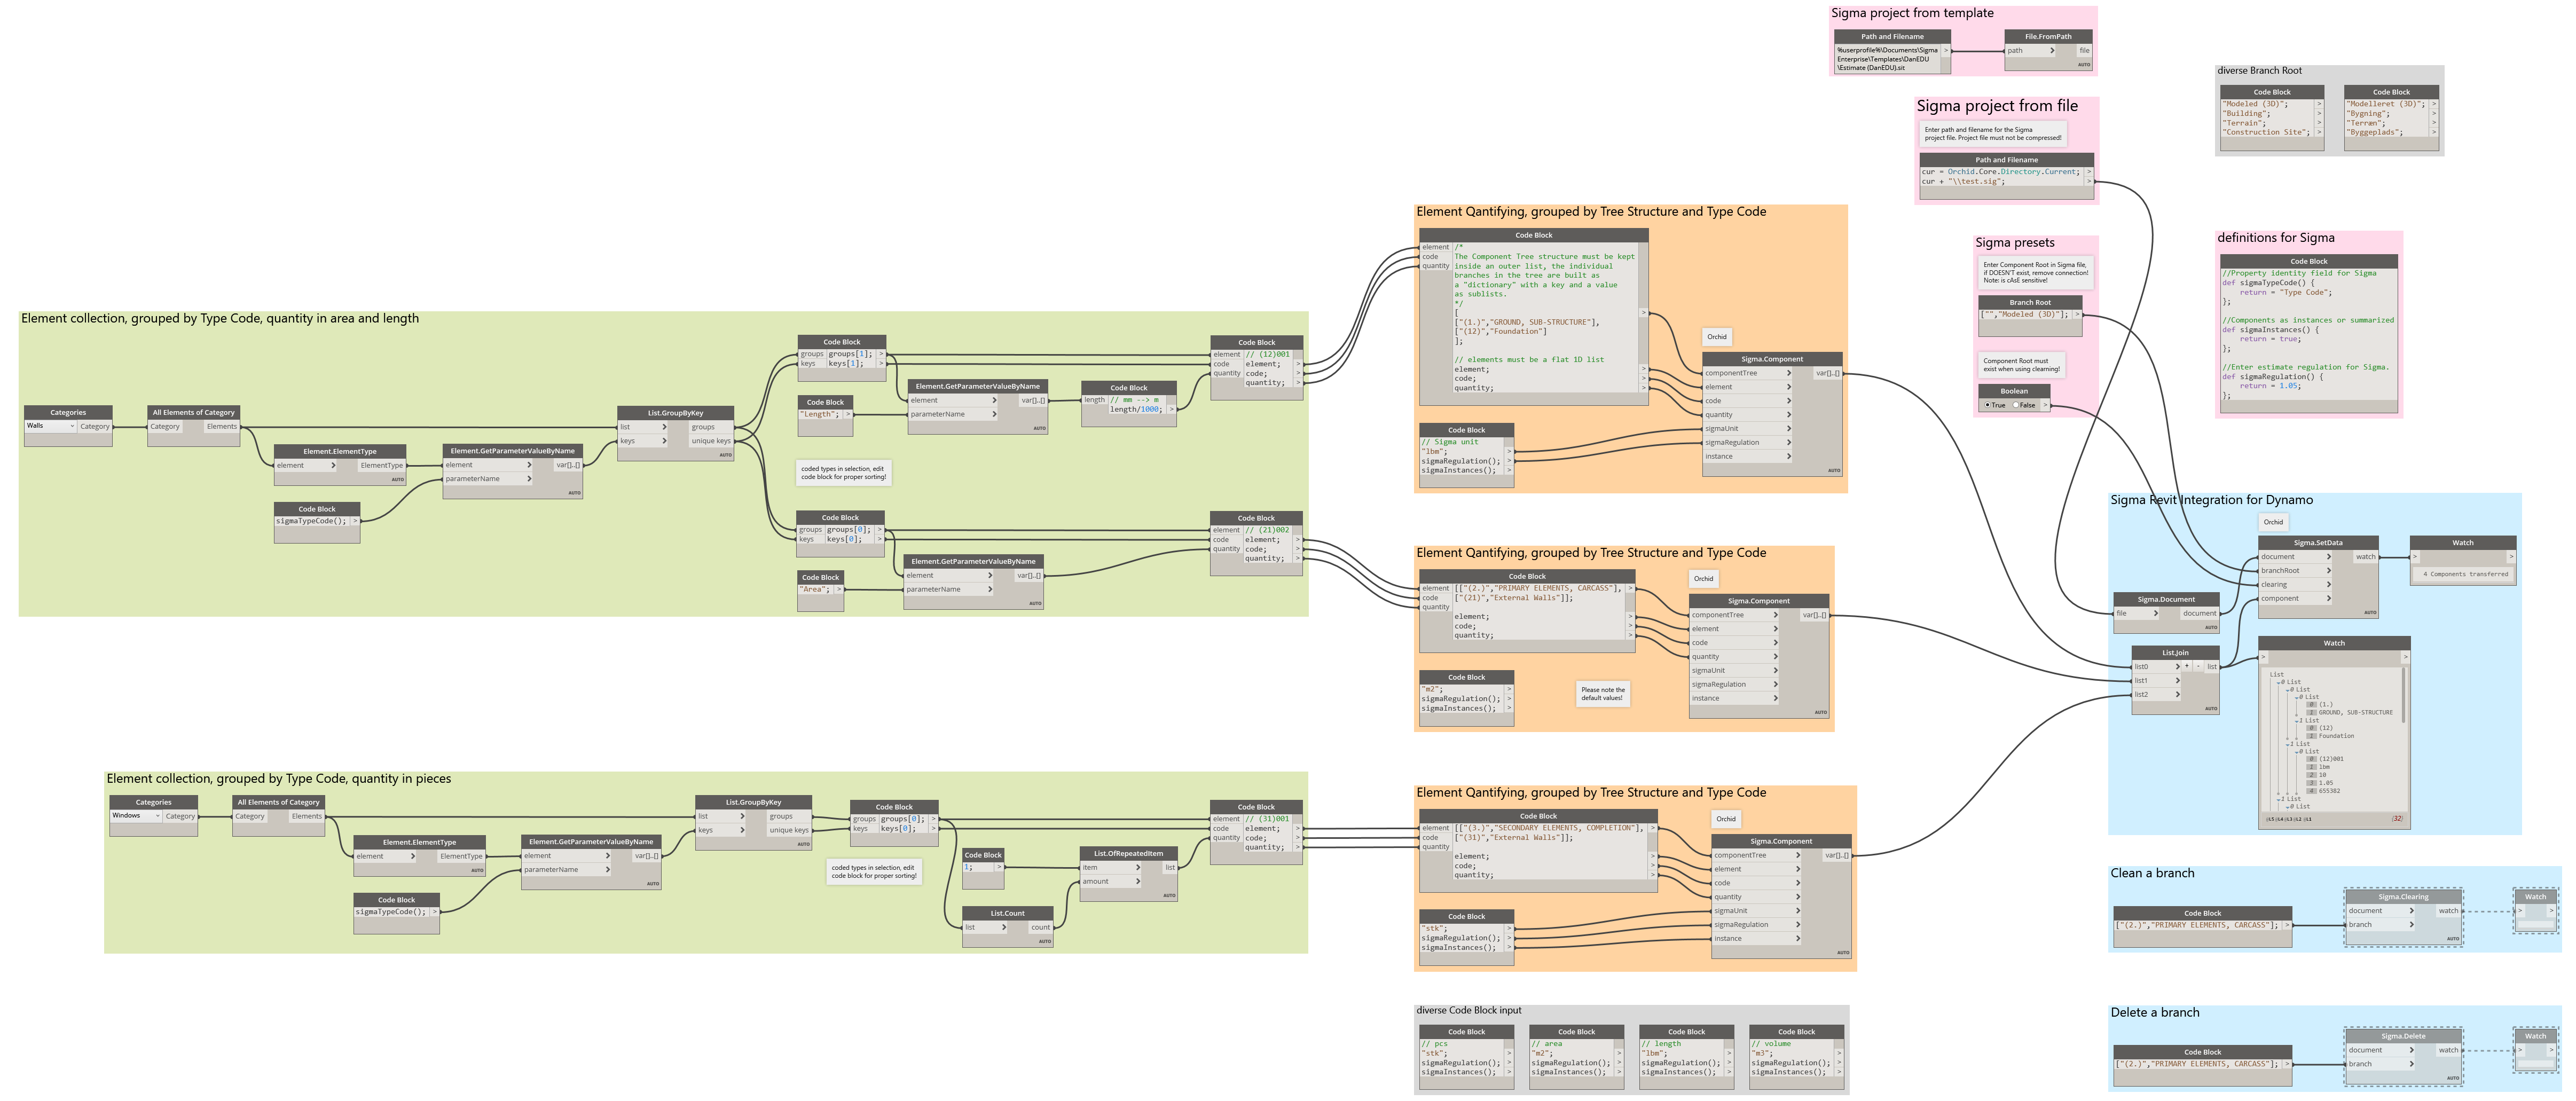 Sigma project from template
Path and Filename
%userprofile%\Documents\Sigma
Enterprise\Templates\DanEDU
\Estimate (DanEDU).sit
>
File.FromPath
path
file
AUTO
diverse Branch Root
Code Block
"Modeled (3D)";
"Building";
"Terrain";
"Construction Site";
Code Block
"Modelleret (3D)";
"Bygning";
"Terræn";
"Byggeplads";
Sigma project from file
Enter path and filename for the Sigma
project file. Project file must not be compressed!
Path and Filename
cur = Orchid.Core.Directory.Current;
cur + "\\test.sig";
Sigma presets
Enter Component Root in Sigma file,
if DOESN'T exist, remove connection!
Note: is cAsE sensitive!
Branch Root
["","Modeled (3D)"];
Component Root must
exist when using clearning!
Boolean
True False
definitions for Sigma
Code Block
//Property identity field for Sigma
def sigmaTypeCode() {
return = "Type Code";
};
//Components as instances or summarized
def sigmaInstances() {
return = true;
};
//Enter estimate regulation for Sigma.
def sigmaRegulation() {
return = 1.05;
};
Element collection, grouped by Type Code, quantity in area and length
Categories
Walls Category
All Elements of Category
Category Elements
Element.ElementType
element ElementType
AUTO
Code Block
sigmaTypeCode();
Element.GetParameterValueByName
element var[]..[]
parameterName
AUTO
List.GroupByKey
list groups
keys unique keys
AUTO
Code Block
groups groups[1];
keys keys[1];
Code Block
"Length";
Element.GetParameterValueByName
element var[]..[]
parameterName
AUTO
Code Block
length // mm --> m
length/1000;
Code Block
element // (12)001
code element;
quantity code;
quantity;
coded types in selection, edit
code block for proper sorting!
Code Block
groups groups[0];
keys keys[0];
Code Block
"Area";
Element.GetParameterValueByName
element var[]..[]
parameterName
AUTO
Code Block
element // (21)002
code element;
quantity code;
quantity;
Element Qantifying, grouped by Tree Structure and Type Code
Code Block
element /*
code The Component Tree structure must be kept
quantity inside an outer list, the individual
branches in the tree are built as
a "dictionary" with a key and a value
as sublists.
*/
[
["(1.)","GROUND, SUB-STRUCTURE"],
["(12)","Foundation"]
];
// elements must be a flat 1D list
element;
code;
quantity;
Code Block
// Sigma unit
"lbm";
sigmaRegulation();
sigmaInstances();
Orchid
Sigma.Component
componentTree var[]..[]
element
code
quantity
sigmaUnit
sigmaRegulation
instance
AUTO
Element Qantifying, grouped by Tree Structure and Type Code
Code Block
element [["(2.)","PRIMARY ELEMENTS, CARCASS"],
code ["(21)","External Walls"]];
quantity
element;
code;
quantity;
Code Block
"m2";
sigmaRegulation();
sigmaInstances();
Please note the
default values!
Orchid
Sigma.Component
componentTree var[]..[]
element
code
quantity
sigmaUnit
sigmaRegulation
instance
AUTO
Sigma Revit Integration for Dynamo
Orchid
Sigma.SetData
document watch
branchRoot
clearing
component
AUTO
Watch
4 Components transferred
Sigma.Document
file document
AUTO
List.Join
list0 + - list
list1
list2
AUTO
Watch
List
0 List
0 List
0 List
0 (1.)
1 GROUND, SUB-STRUCTURE
1 List
0 (12)
1 Foundation
1 List
0 List
0 (12)001
1 lbm
2 10
3 1.05
4 655382
1 List
0 List
@L5 @L4 @L3 @L2 @L1 {32}
Element collection, grouped by Type Code, quantity in pieces
Categories
Windows Category
All Elements of Category
Category Elements
Element.ElementType
element ElementType
AUTO
Code Block
sigmaTypeCode();
Element.GetParameterValueByName
element var[]..[]
parameterName
AUTO
List.GroupByKey
list groups
keys unique keys
AUTO
Code Block
groups groups[0];
keys keys[0];
coded types in selection, edit
code block for proper sorting!
Code Block
1;
List.Count
list count
AUTO
List.OfRepeatedItem
item list
amount
AUTO
Code Block
element // (31)001
code element;
quantity code;
quantity;
Element Qantifying, grouped by Tree Structure and Type Code
Code Block
element [["(3.)","SECONDARY ELEMENTS, COMPLETION"],
code ["(31)","External Walls"]];
quantity
element;
code;
quantity;
Code Block
"stk";
sigmaRegulation();
sigmaInstances();
Orchid
Sigma.Component
componentTree var[]..[]
element
code
quantity
sigmaUnit
sigmaRegulation
instance
AUTO
Clean a branch
Code Block
["(2.)","PRIMARY ELEMENTS, CARCASS"];
Sigma.Clearing
document watch
branch
AUTO
Watch
diverse Code Block input
Code Block
// pcs
"stk";
sigmaRegulation();
sigmaInstances();
Code Block
// area
"m2";
sigmaRegulation();
sigmaInstances();
Code Block
// length
"lbm";
sigmaRegulation();
sigmaInstances();
Code Block
// volume
"m3";
sigmaRegulation();
sigmaInstances();
Delete a branch
Code Block
["(2.)","PRIMARY ELEMENTS, CARCASS"];
Sigma.Delete
document watch
branch
AUTO
Watch